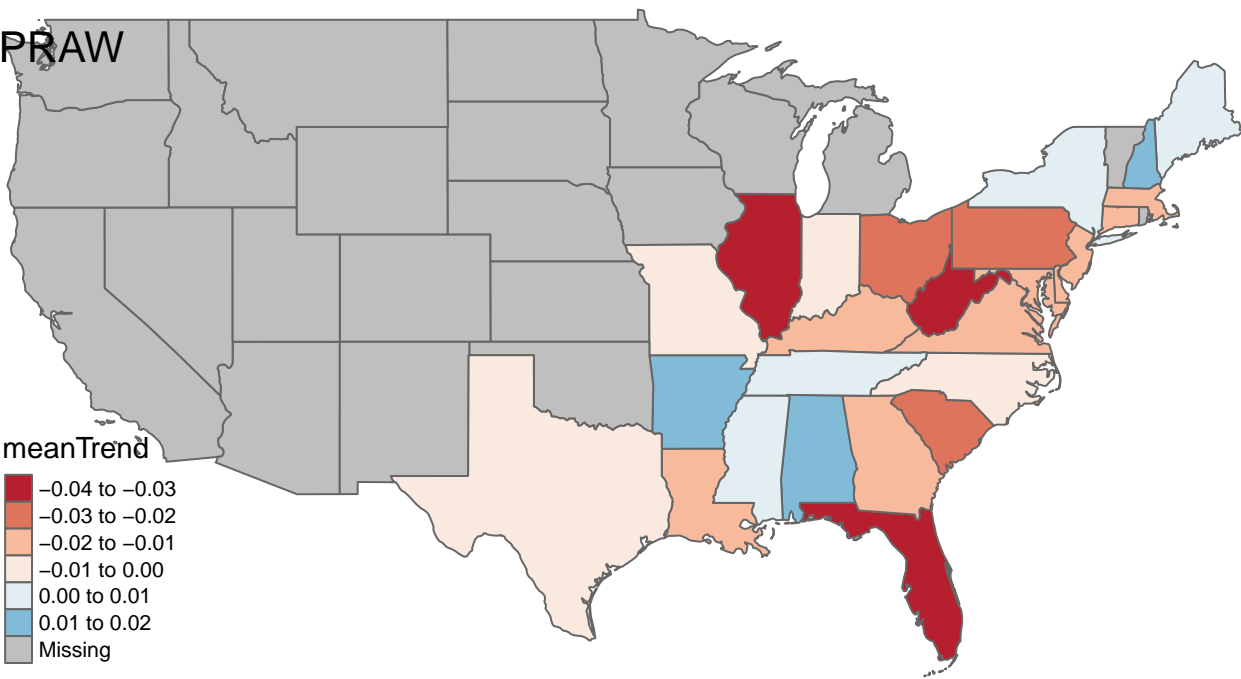 PRAW
meanTrend
−0.04 to −0.03
−0.03 to −0.02
−0.02 to −0.01
−0.01 to 0.00
0.00 to 0.01
0.01 to 0.02
Missing